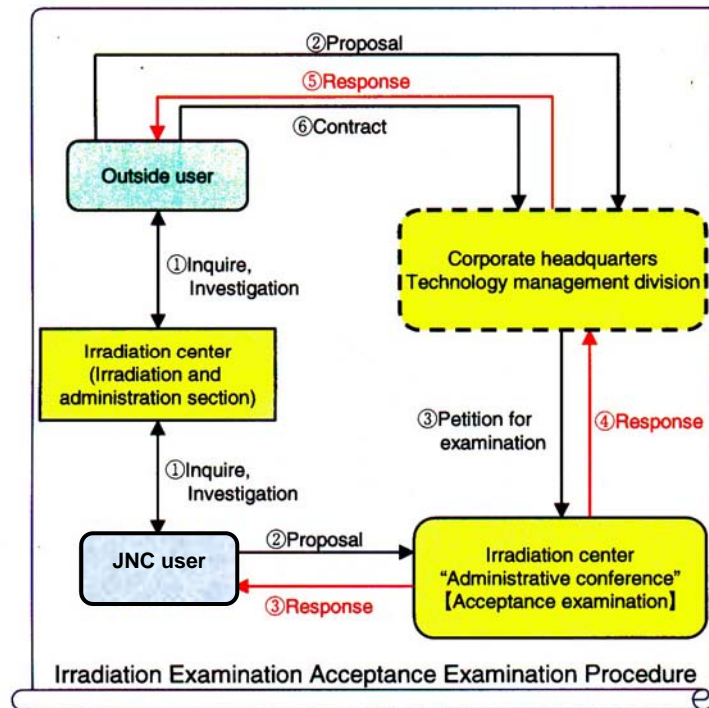 ②Proposal
⑤Response
⑥Contract
Outside user
Corporate headquarters
Technology management division
①Inquire,
Investigation
Irradiation center
(Irradiation and
administration section)
③Petition for
examination
④Response
①Inquire,
Investigation
JNC user
②Proposal
③Response
Irradiation center
“Administrative conference”
【Acceptance examination】
Irradiation Examination Acceptance Examination Procedure